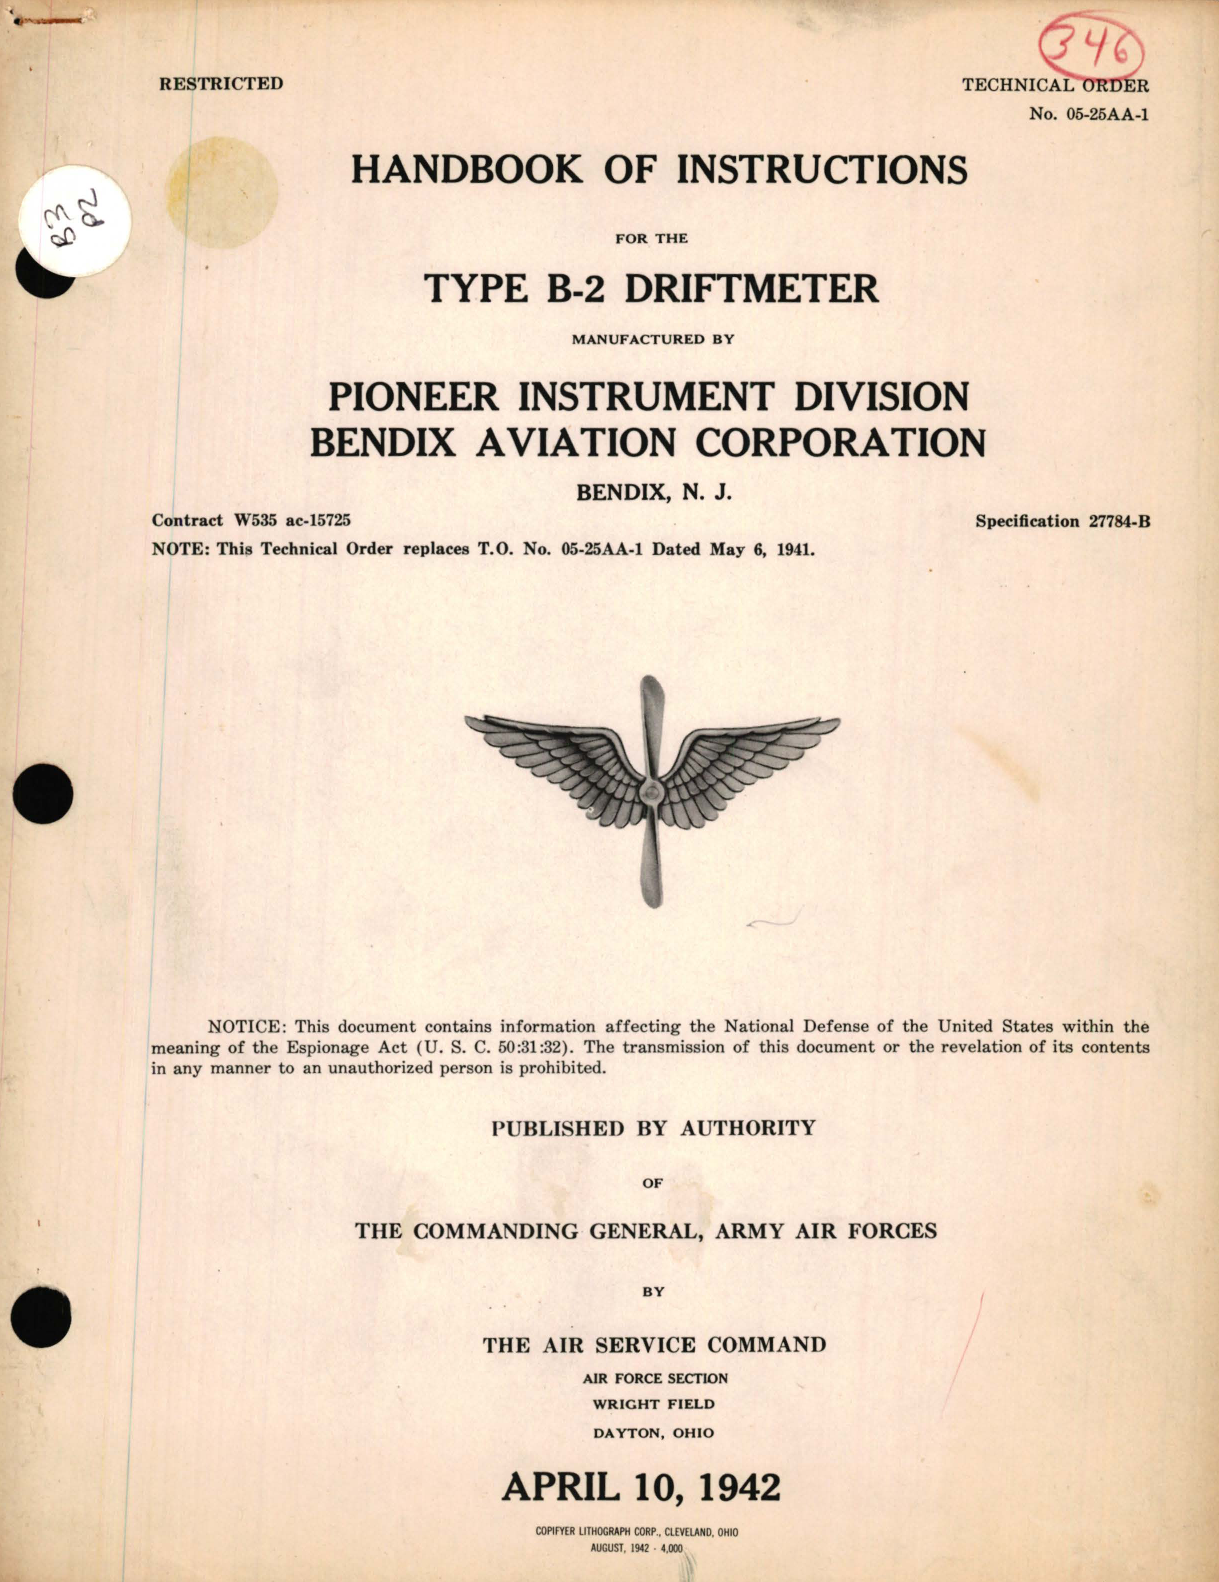 346
RESTRICTED
TECHNICAL ORDER
No. 05-25AA-1
HANDBOOK OF INSTRUCTIONS
B3
P2
FOR THE
TYPE B-2 DRIFTMETER
MANUFACTURED BY
PIONEER INSTRUMENT DIVISION
BENDIX AVIATION CORPORATION
BENDIX, N. J.
Contract W535 ac-15725
Specification 27784-B
NOTE: This Technical Order replaces T.O. No. 05-25AA-1 Dated May 6, 1941.
NOTICE: This document contains information affecting the National Defense of the United States within the
meaning of the Espionage Act (U. S. C. 50:31:32). The transmission of this document or the revelation of its contents
in any manner to an unauthorized person is prohibited.
PUBLISHED BY AUTHORITY
OF
THE COMMANDING GENERAL, ARMY AIR FORCES
BY
THE AIR SERVICE COMMAND
AIR FORCE SECTION
WRIGHT FIELD
DAYTON, OHIO
APRIL 10, 1942
COPIFYER LITHOGRAPH CORP., CLEVELAND, OHIO
AUGUST, 1942 - 4,000